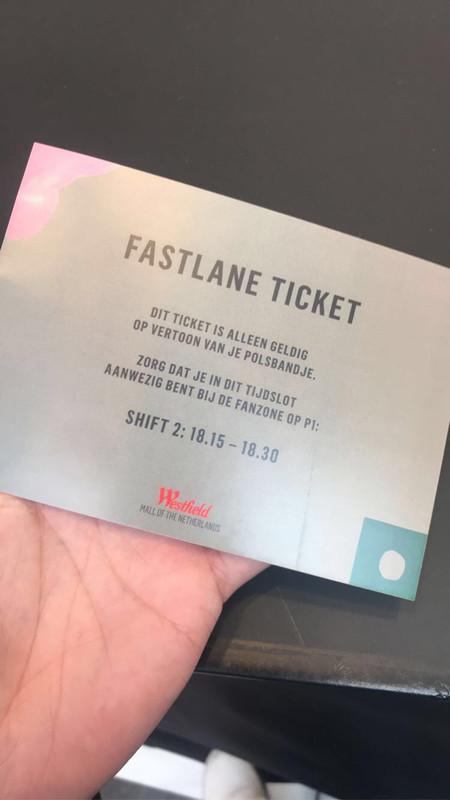 FASTLANE TICKET
DIT TICKET IS ALLEEN GELDIG
OP VERTOON VAN JE POLSBANDJE.
ZORG DAT JE IN DIT TIJDSLOT
AANWEZIG BENT BIJ DE FANZONE OP P1:
SHIFT 2: 18.15 – 18.30
Westfield
MALL OF THE NETHERLANDS